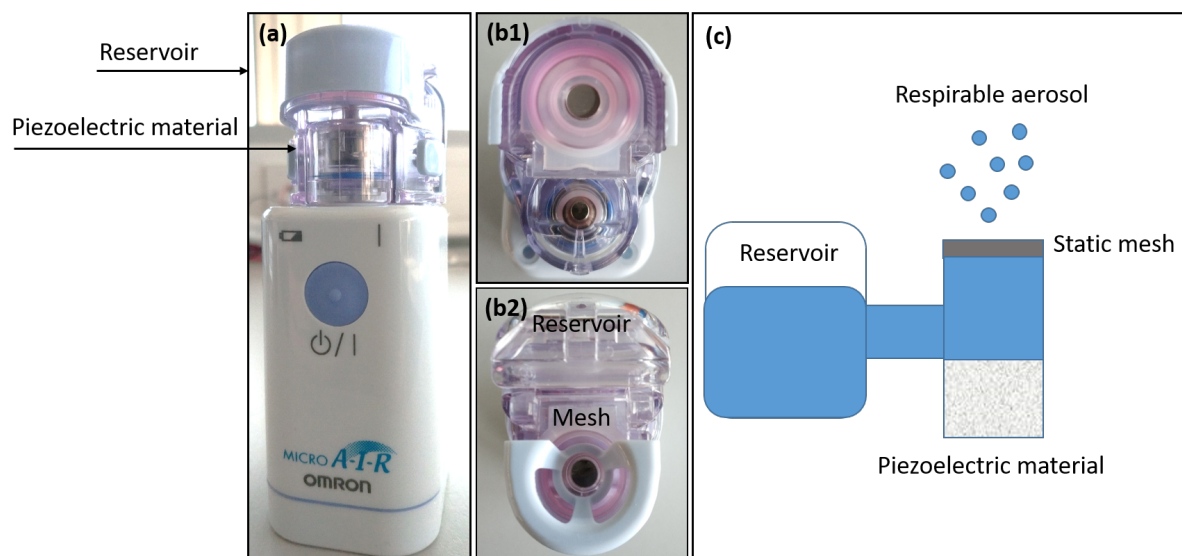 Reservoir
Piezoelectric material
(a)
⏻/I
MICRO A-I-R
OMRON
(b1)
(b2)
Reservoir
Mesh
(c)
Respirable aerosol
Reservoir
Static mesh
Piezoelectric material